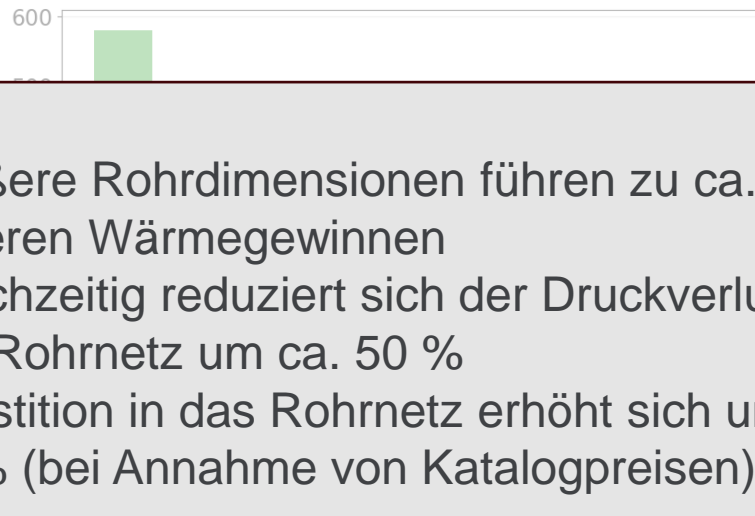 600
500
ßere Rohrdimensionen führen zu ca.
eren Wärmegewinnen
chzeitig reduziert sich der Druckverlu
Rohrnetz um ca. 50 %
stition in das Rohrnetz erhöht sich u
% (bei Annahme von Katalogpreisen)